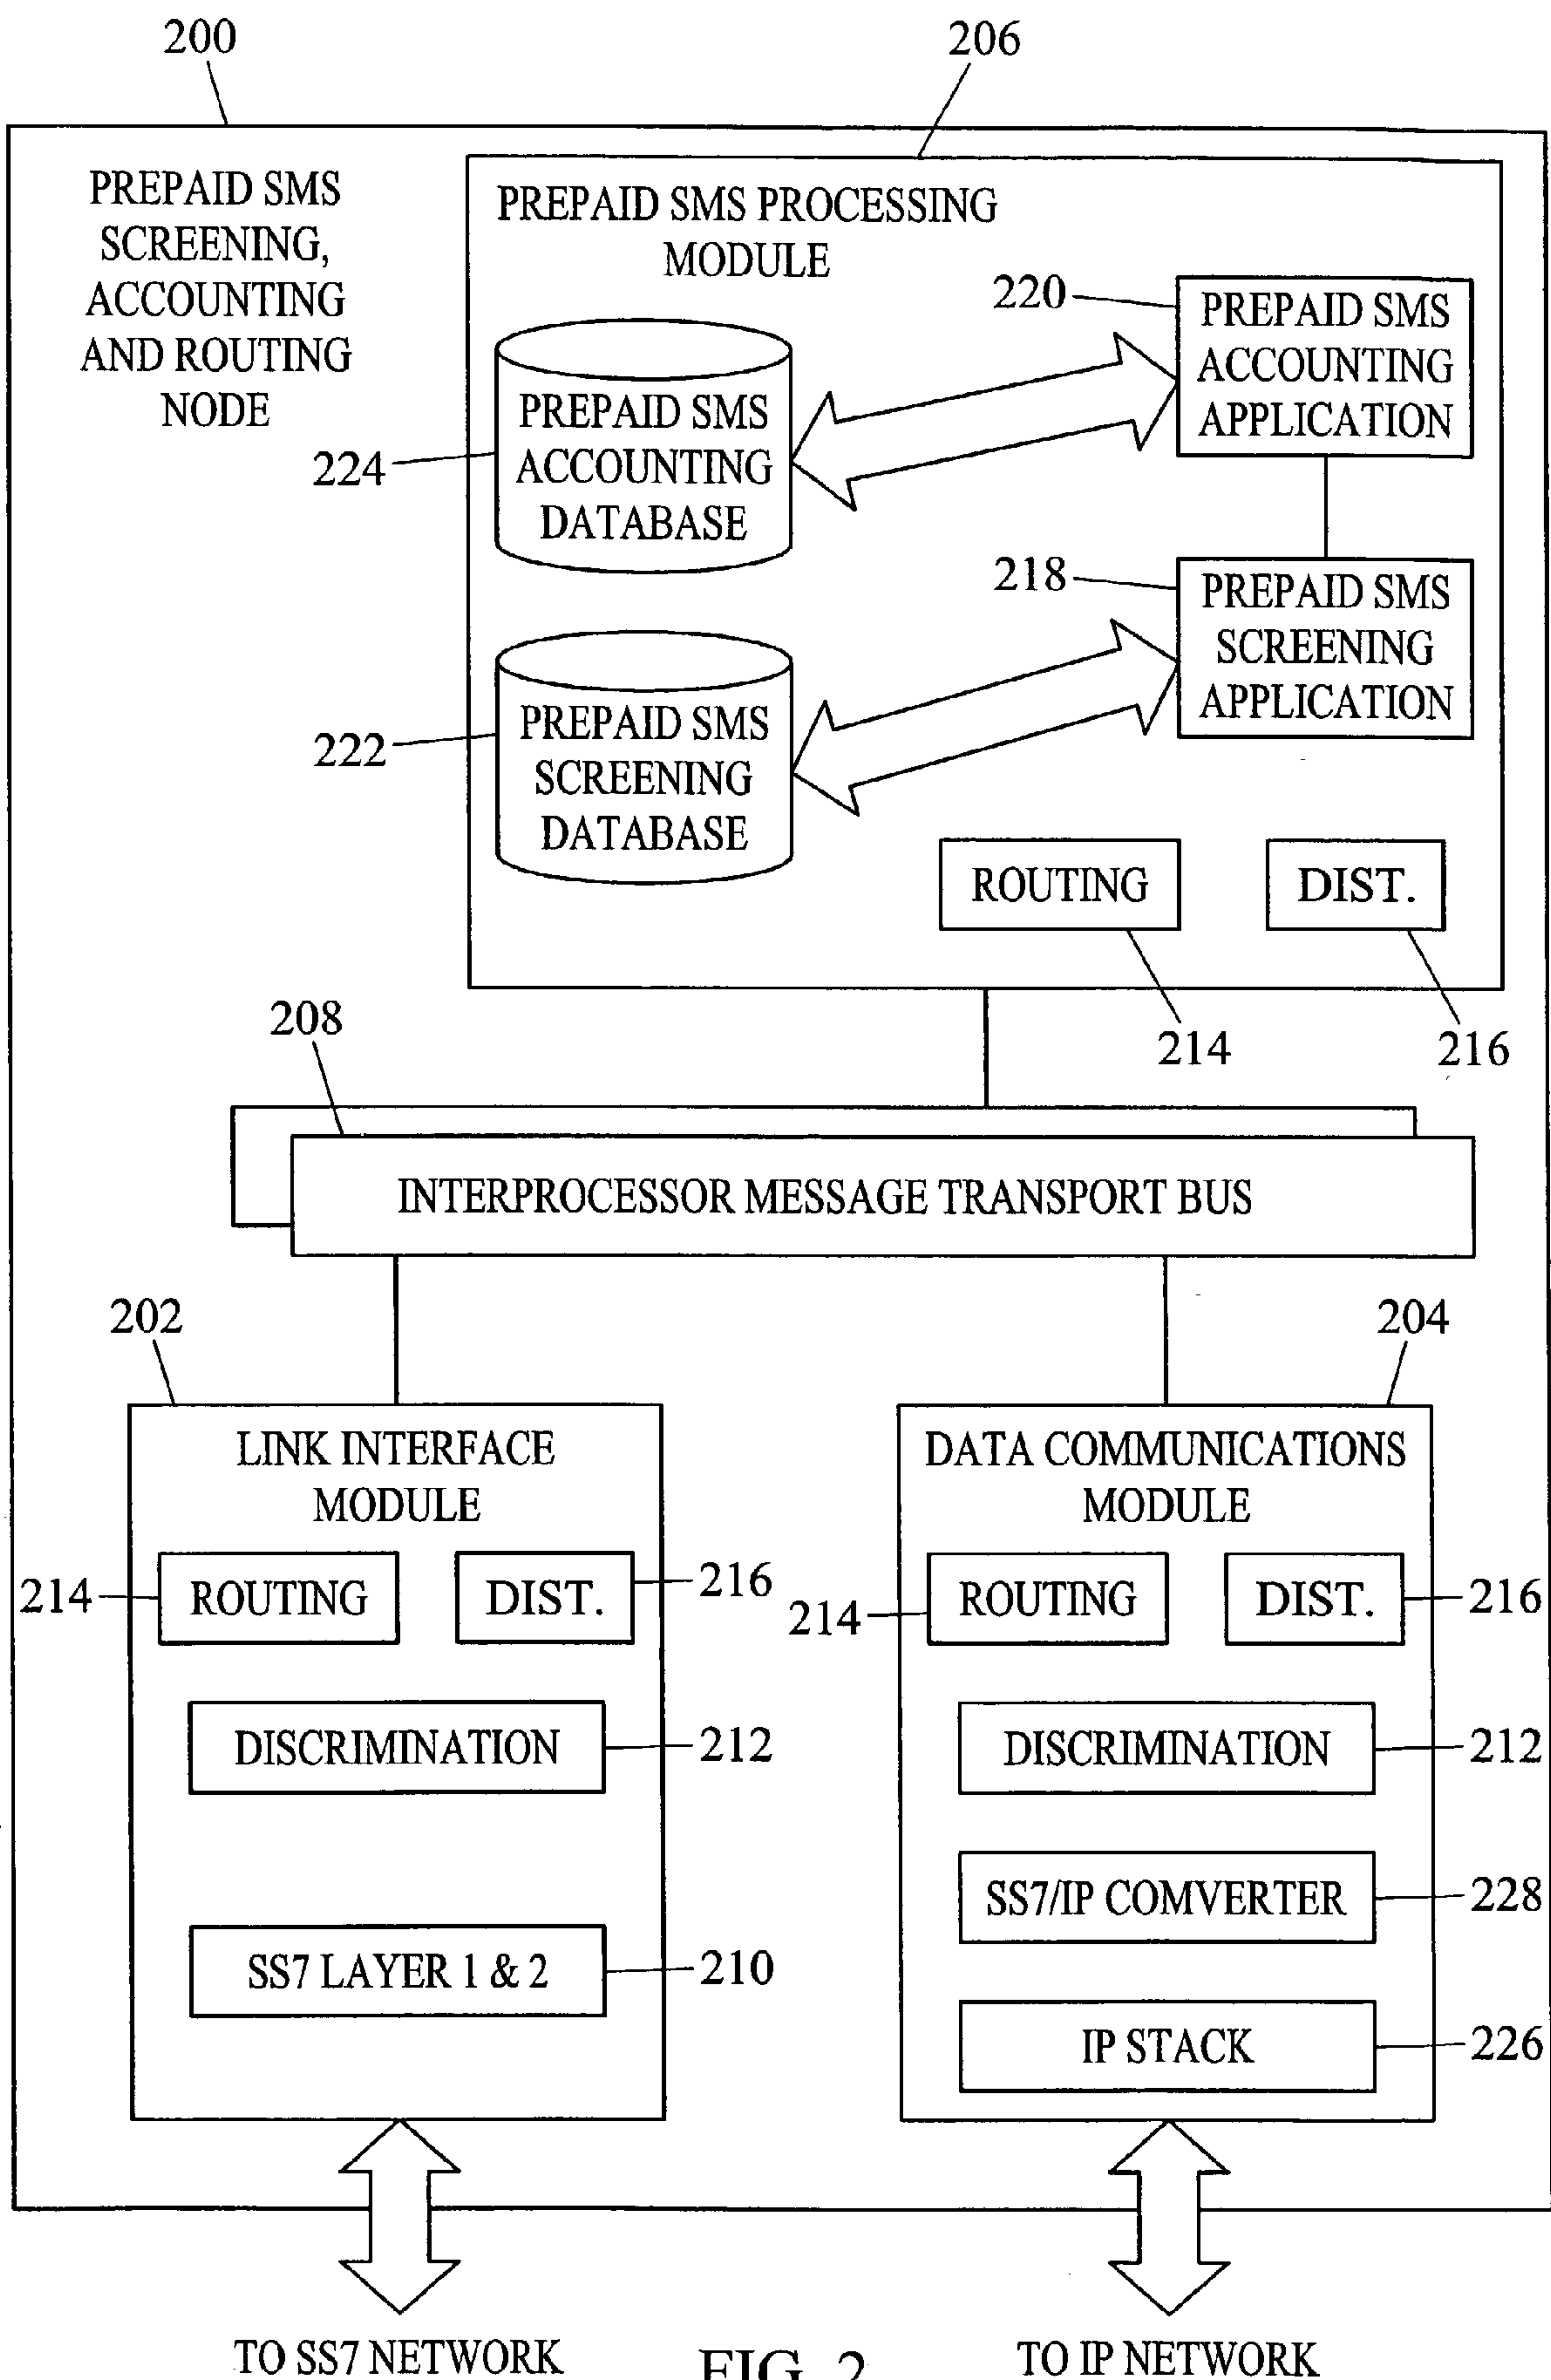 200
206
PREPAID SMS
SCREENING,
ACCOUNTING
AND ROUTING
NODE
PREPAID SMS PROCESSING
MODULE
220
PREPAID SMS
ACCOUNTING
APPLICATION
224
PREPAID SMS
ACCOUNTING
DATABASE
218
PREPAID SMS
SCREENING
APPLICATION
222
PREPAID SMS
SCREENING
DATABASE
ROUTING
DIST.
214
216
208
INTERPROCESSOR MESSAGE TRANSPORT BUS
202
LINK INTERFACE
MODULE
214
ROUTING
DIST.
216
DISCRIMINATION
212
SS7 LAYER 1 & 2
210
204
DATA COMMUNICATIONS
MODULE
214
ROUTING
DIST.
216
DISCRIMINATION
212
SS7/IP COMVERTER
228
IP STACK
226
TO SS7 NETWORK
FIG. 2
TO IP NETWORK